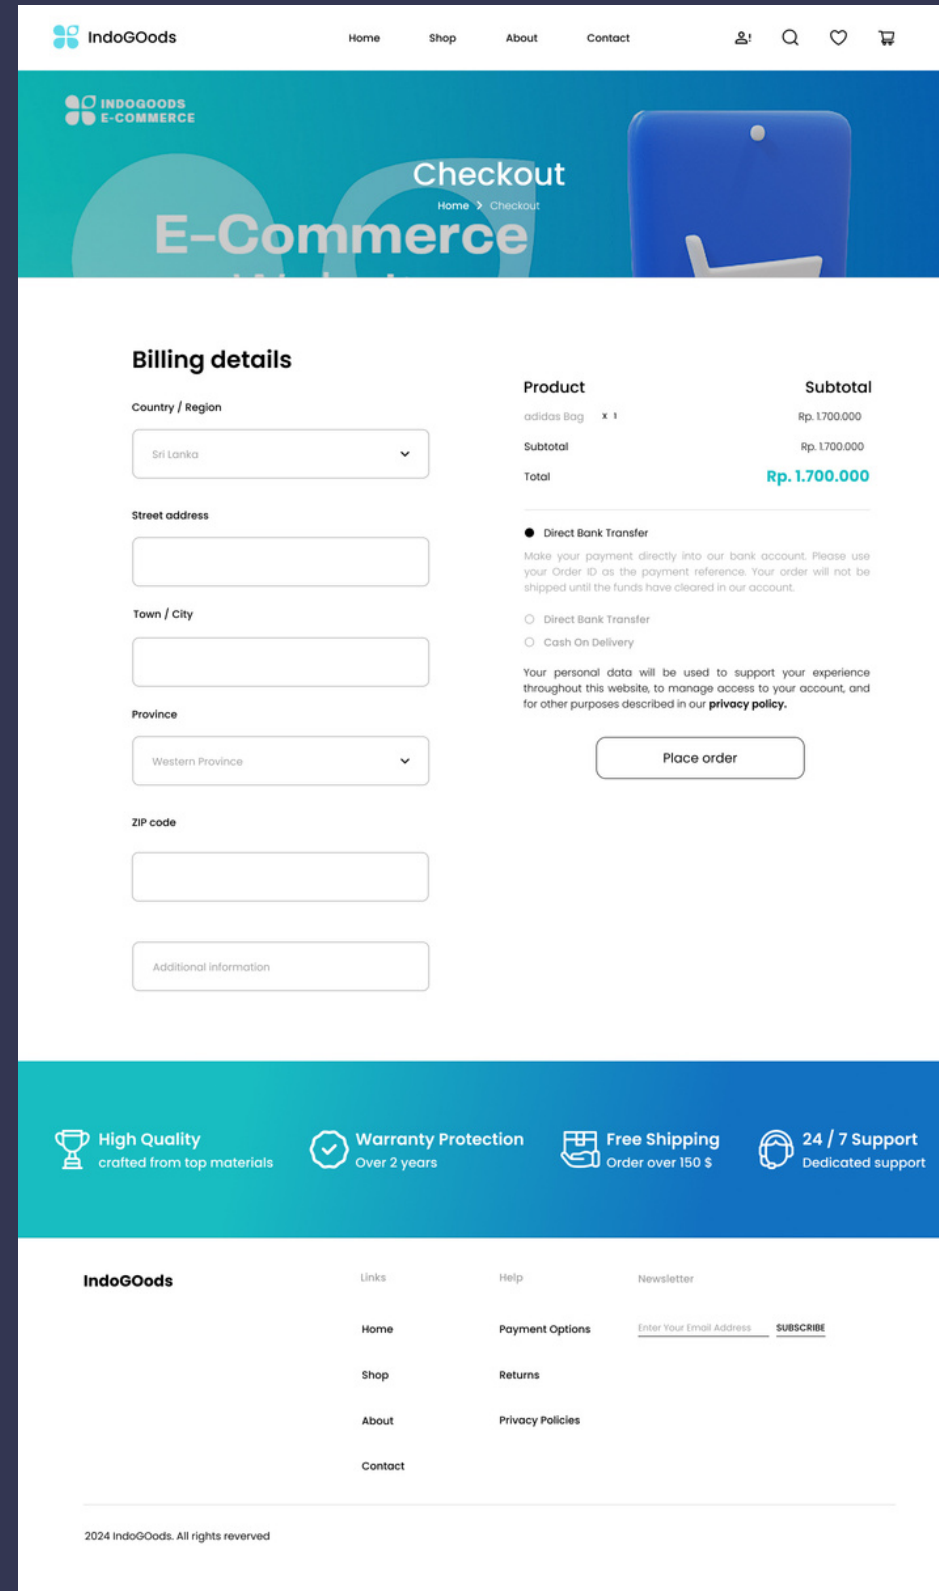 IndoGOods
Home Shop About Contact
INDOGOODS
E-COMMERCE
Checkout
Home > Checkout
E-Commerce
Billing details
Country / Region
Sri Lanka
Street address
Town / City
Province
Western Province
ZIP code
Additional information
Product Subtotal
adidas Bag x 1 Rp. 1.700.000
Subtotal Rp. 1.700.000
Total Rp. 1.700.000
Direct Bank Transfer
Make your payment directly into our bank account. Please use
your Order ID as the payment reference. Your order will not be
shipped until the funds have cleared in our account.
Direct Bank Transfer
Cash On Delivery
Your personal data will be used to support your experience
throughout this website, to manage access to your account, and
for other purposes described in our privacy policy.
Place order
High Quality
crafted from top materials
Warranty Protection
Over 2 years
Free Shipping
Order over 150 $
24 / 7 Support
Dedicated support
IndoGOods
Links
Home
Shop
About
Contact
Help
Payment Options
Returns
Privacy Policies
Newsletter
Enter Your Email Address SUBSCRIBE
2024 IndoGOods. All rights reverved